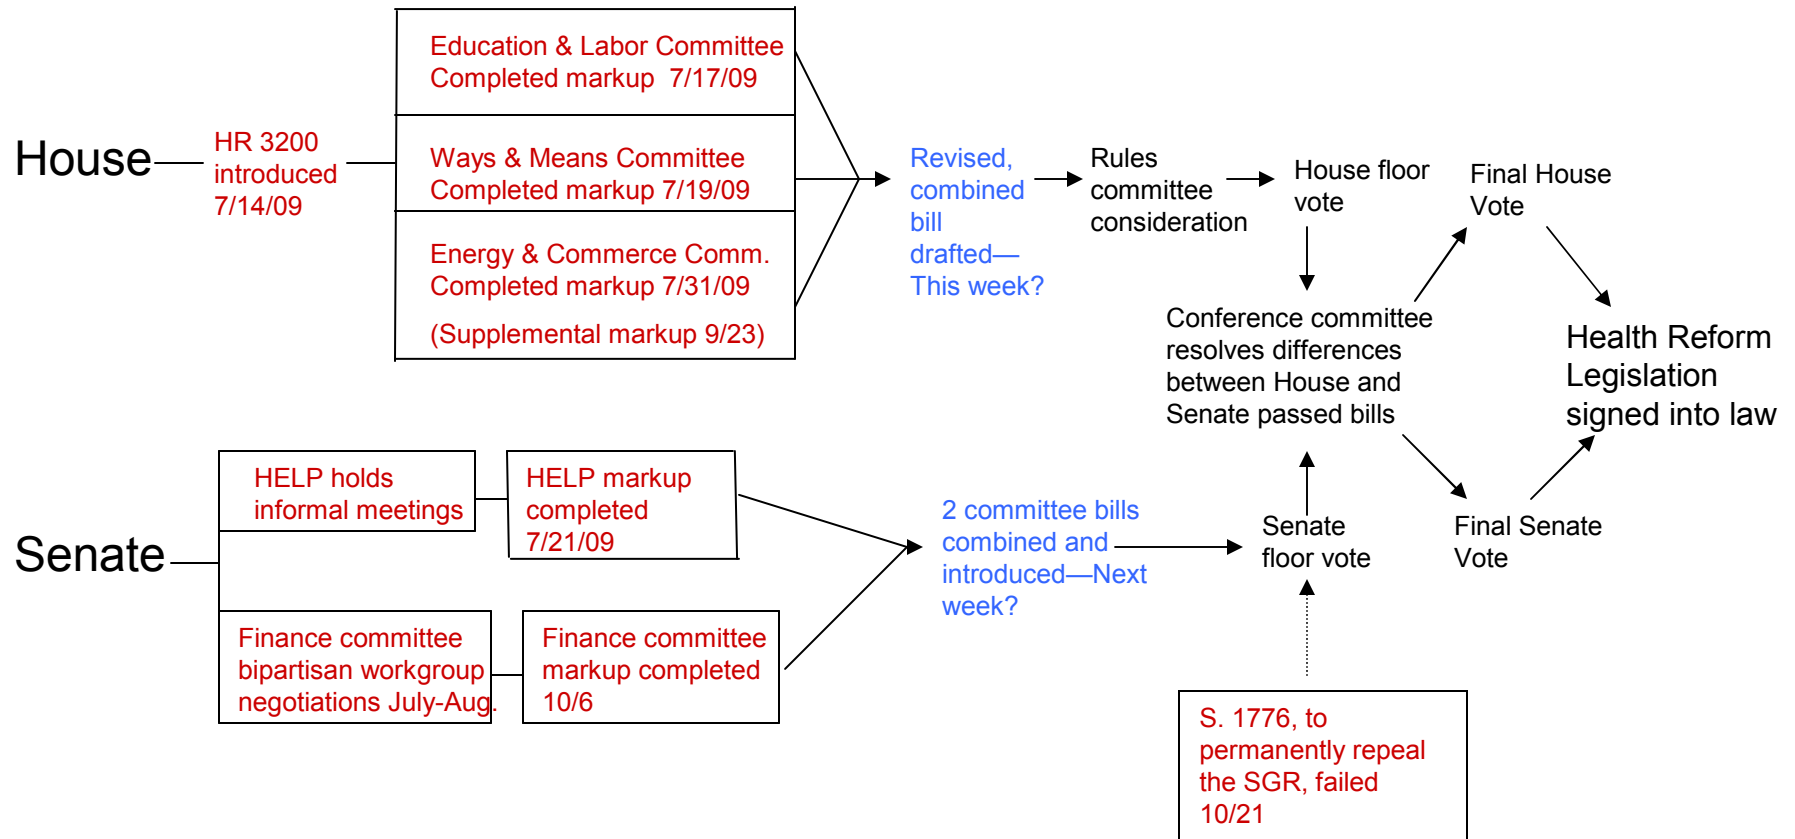 House
HR 3200
introduced
7/14/09
Education & Labor Committee
Completed markup 7/17/09
Ways & Means Committee
Completed markup 7/19/09
Energy & Commerce Comm.
Completed markup 7/31/09
(Supplemental markup 9/23)
Revised,
combined
bill
drafted—
This week?
Rules
committee
consideration
House floor
vote
Final House
Vote
Conference committee
resolves differences
between House and
Senate passed bills
Health Reform
Legislation
signed into law
Senate
HELP holds
informal meetings
HELP markup
completed
7/21/09
Finance committee
bipartisan workgroup
negotiations July-Aug.
Finance committee
markup completed
10/6
2 committee bills
combined and
introduced—Next
week?
Senate
floor vote
Final Senate
Vote
S. 1776, to
permanently repeal
the SGR, failed
10/21